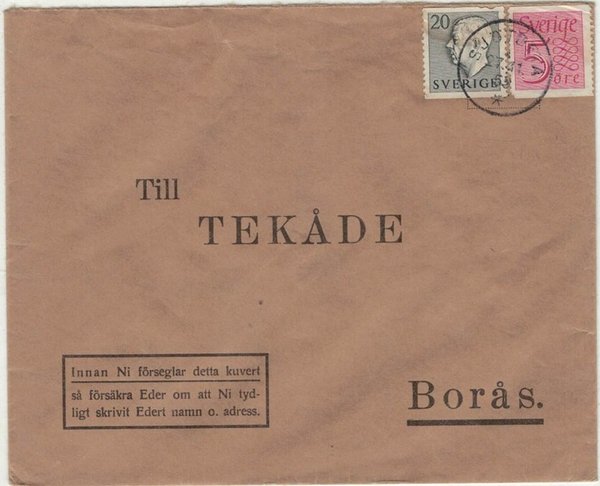 20
SVERIGE
Sverige
5
öre
Till
TEKÅDE
Innan Ni förseglar detta kuvert
så försäkra Eder om att Ni tyd-
ligt skrivit Edert namn o. adress.
Borås.